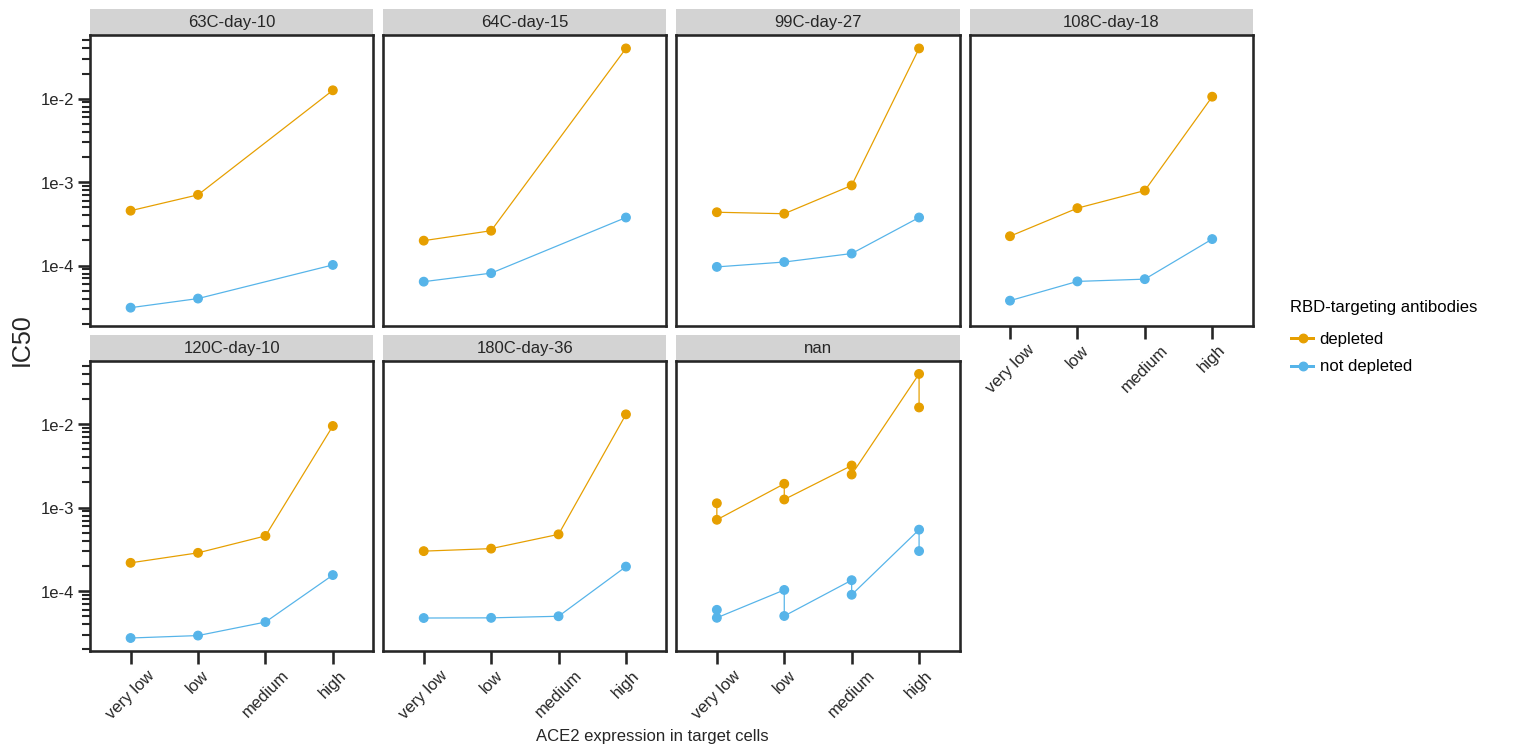 63C-day-10 64C-day-15 99C-day-27 108C-day-18
1e-2
1e-3
1e-4
very low low medium high
IC50
RBD-targeting antibodies
depleted
not depleted
120C-day-10 180C-day-36 nan
1e-2
1e-3
1e-4
very low low medium high very low low medium high very low low medium high
ACE2 expression in target cells